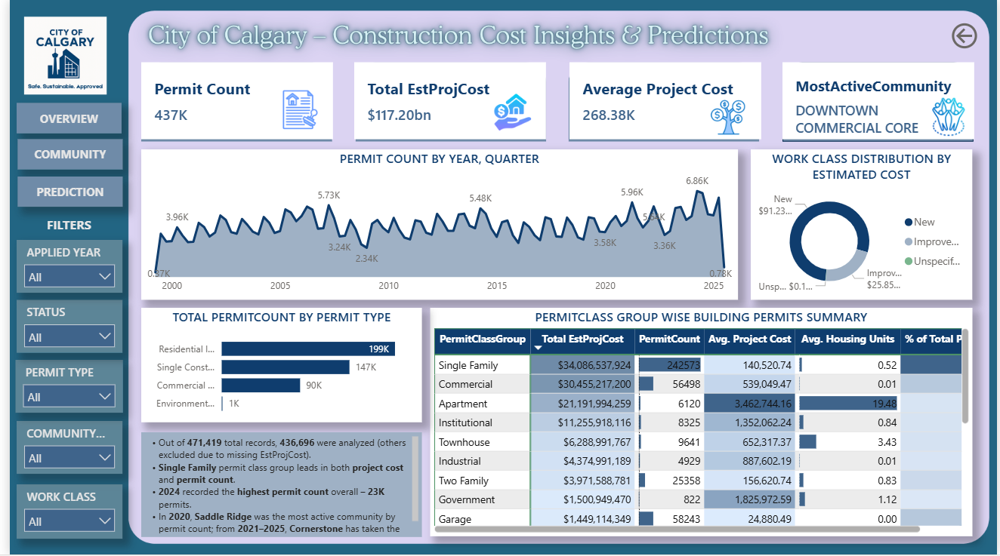 CITY OF
CALGARY
Safe. Sustainable. Approved
City of Calgary – Construction Cost Insights & Predictions
OVERVIEW
COMMUNITY
PREDICTION
FILTERS
APPLIED YEAR
All
STATUS
All
PERMIT TYPE
All
COMMUNITY...
All
WORK CLASS
All
Permit Count
437K
Total EstProjCost
$117.20bn
Average Project Cost
268.38K
MostActiveCommunity
DOWNTOWN
COMMERCIAL CORE
PERMIT COUNT BY YEAR, QUARTER
0.37K
3.96K
5.73K
3.24K
2.34K
5.48K
3.58K
5.96K
3.36K
6.86K
0.78K
2000 2005 2010 2015 2020 2025
WORK CLASS DISTRIBUTION BY
ESTIMATED COST
New
$91.23...
Improv...
$25.85...
Unsp... $0.1...
New
Improve...
Unspecif...
TOTAL PERMITCOUNT BY PERMIT TYPE
Residential I... 199K
Single Const... 147K
Commercial ... 90K
Environment... 1K
• Out of 471,419 total records, 436,696 were analyzed (others
excluded due to missing EstProjCost).
• Single Family permit class group leads in both project cost
and permit count.
• 2024 recorded the highest permit count overall – 23K
permits.
• In 2020, Saddle Ridge was the most active community by
permit count; from 2021–2025, Cornerstone has taken the
PERMITCLASS GROUP WISE BUILDING PERMITS SUMMARY
PermitClassGroup Total EstProjCost PermitCount Avg. Project Cost Avg. Housing Units % of Total P
Single Family $34,086,537,924 242573 140,520.74 0.52
Commercial $30,455,217,200 56498 539,049.47 0.01
Apartment $21,191,994,259 6120 3,462,744.16 19.48
Institutional $11,255,918,116 8325 1,352,062.24 0.84
Townhouse $6,288,991,767 9641 652,317.37 3.43
Industrial $4,374,991,189 4929 887,602.19 0.01
Two Family $3,971,588,781 25358 156,620.74 0.83
Government $1,500,949,470 822 1,825,972.59 1.12
Garage $1,449,114,349 58243 24,880.49 0.00